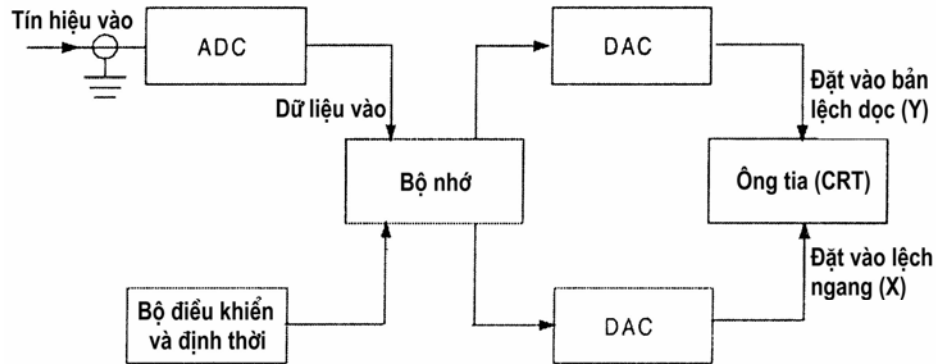 Tín hiệu vào
ADC
DAC
Dữ liệu vào
Đặt vào bản
lệch dọc (Y)
Bộ nhớ
Ông tia (CRT)
Đặt vào lệch
ngang (X)
Bộ điều khiển
và định thời
DAC